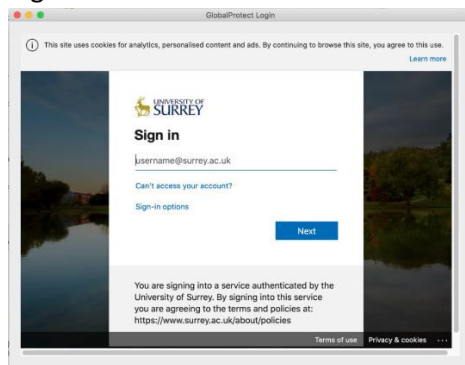 GlobalProtect Login
This site uses cookies for analytics, personalised content and ads. By continuing to browse this site, you agree to this use.
Learn more
UNIVERSITY OF
SURREY
Sign in
username@surrey.ac.uk
Can't access your account?
Sign-in options
Next
You are signing into a service authenticated by the
University of Surrey. By signing into this service
you are agreeing to the terms and policies at:
https://www.surrey.ac.uk/about/policies
Terms of use Privacy & cookies ...